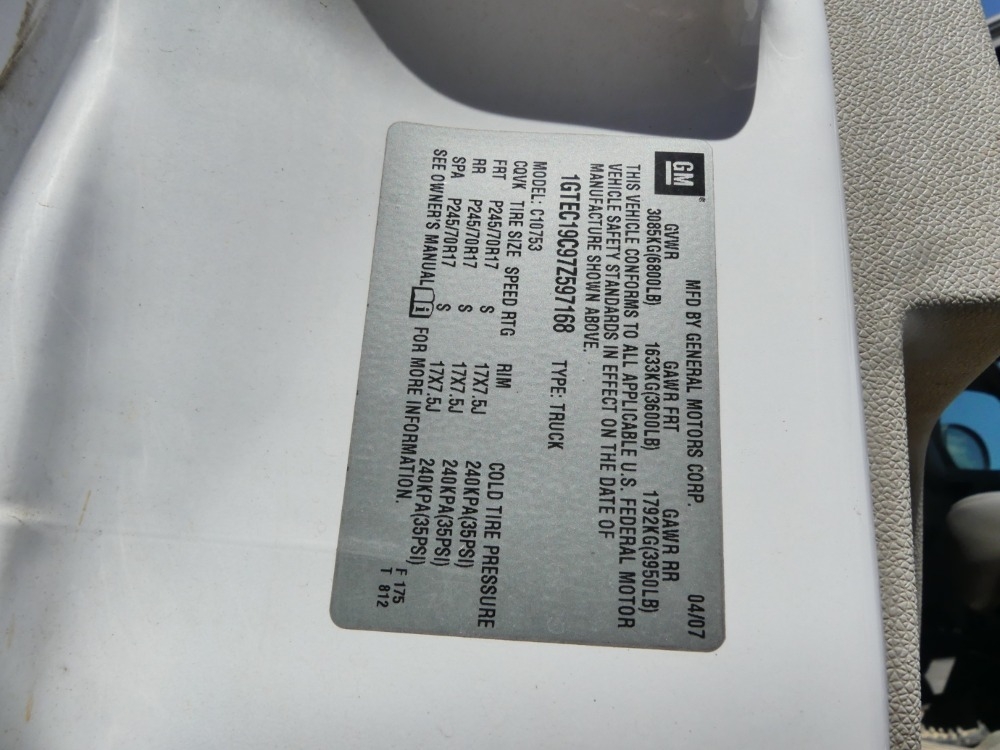 GM®
MFD BY GENERAL MOTORS CORP. 04/07
GVWR GAWR FRT GAWR RR
3085KG(6800LB) 1633KG(3600LB) 1792KG(3950LB)
THIS VEHICLE CONFORMS TO ALL APPLICABLE U.S. FEDERAL MOTOR
VEHICLE SAFETY STANDARDS IN EFFECT ON THE DATE OF
MANUFACTURE SHOWN ABOVE.
1GTEC19C97Z597168 TYPE: TRUCK
MODEL: C10753
CQVK TIRE SIZE SPEED RTG RIM COLD TIRE PRESSURE
FRT P245/70R17 S 17X7.5J 240KPA(35PSI)
RR P245/70R17 S 17X7.5J 240KPA(35PSI)
SPA P245/70R17 S 17X7.5J 240KPA(35PSI)
SEE OWNER'S MANUAL i FOR MORE INFORMATION.
F 175
T 812